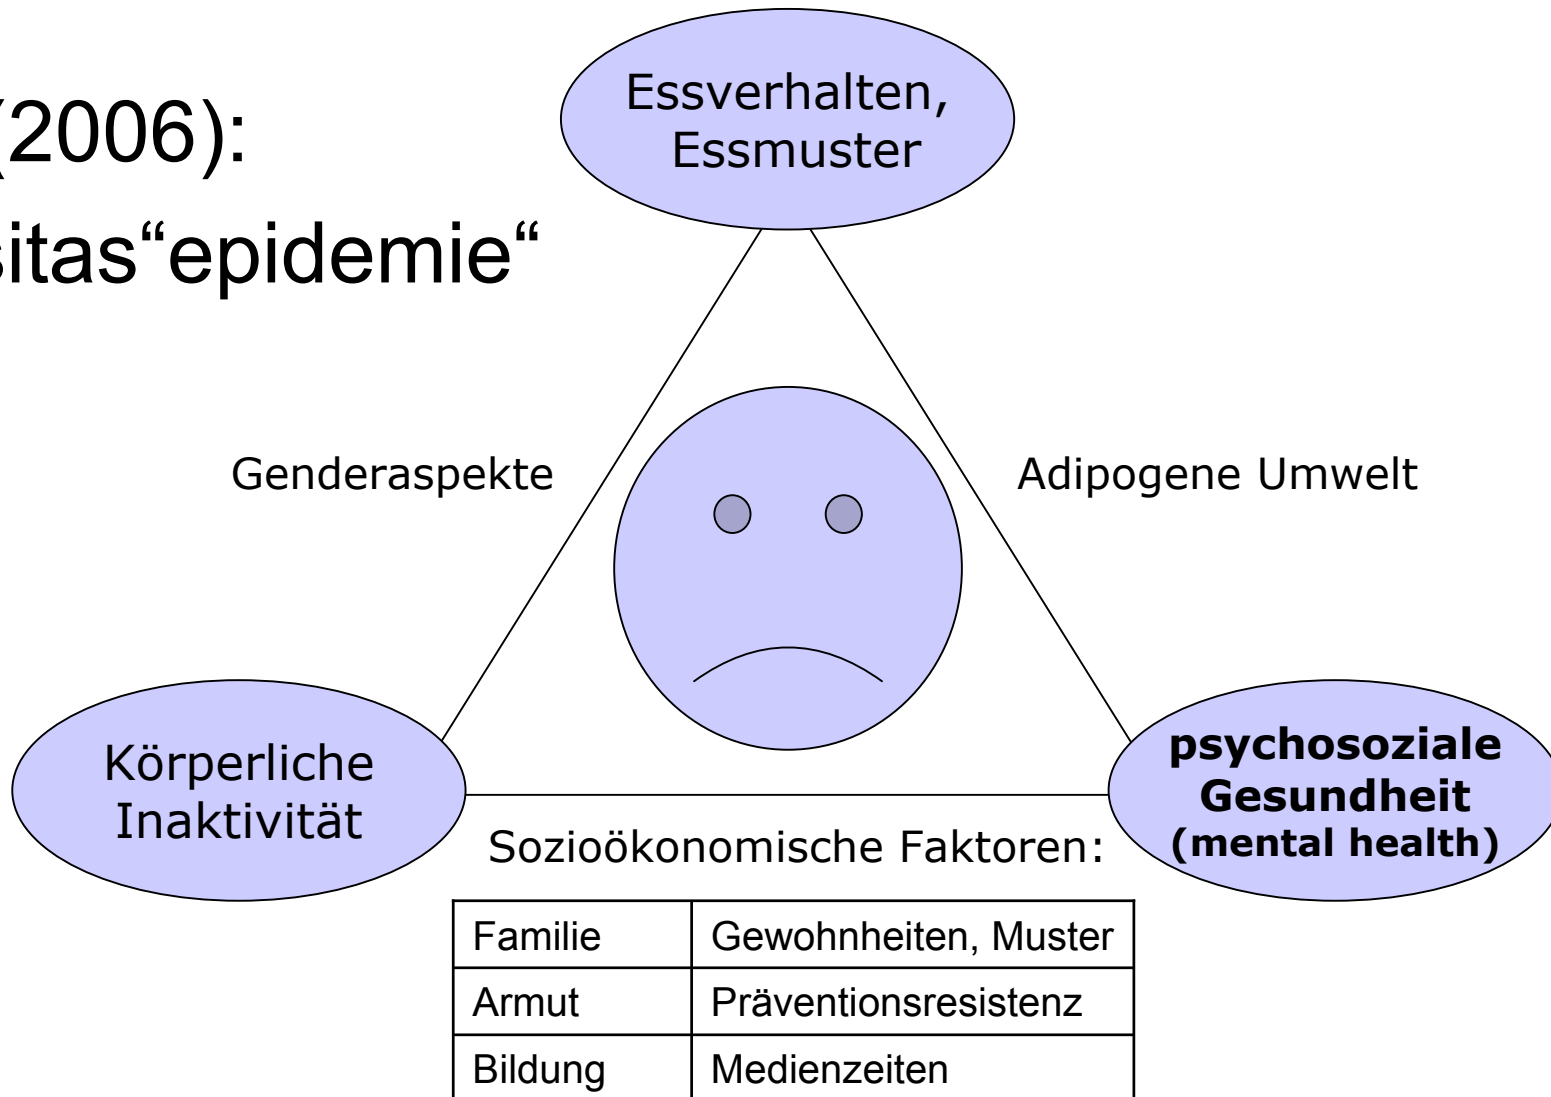 (2006):
sitas“epidemie“
Essverhalten,
Essmuster
Genderaspekte
Adipogene Umwelt
Körperliche
Inaktivität
psychosoziale
Gesundheit
(mental health)
Sozioökonomische Faktoren:
Familie Gewohnheiten, Muster
Armut Präventionsresistenz
Bildung Medienzeiten